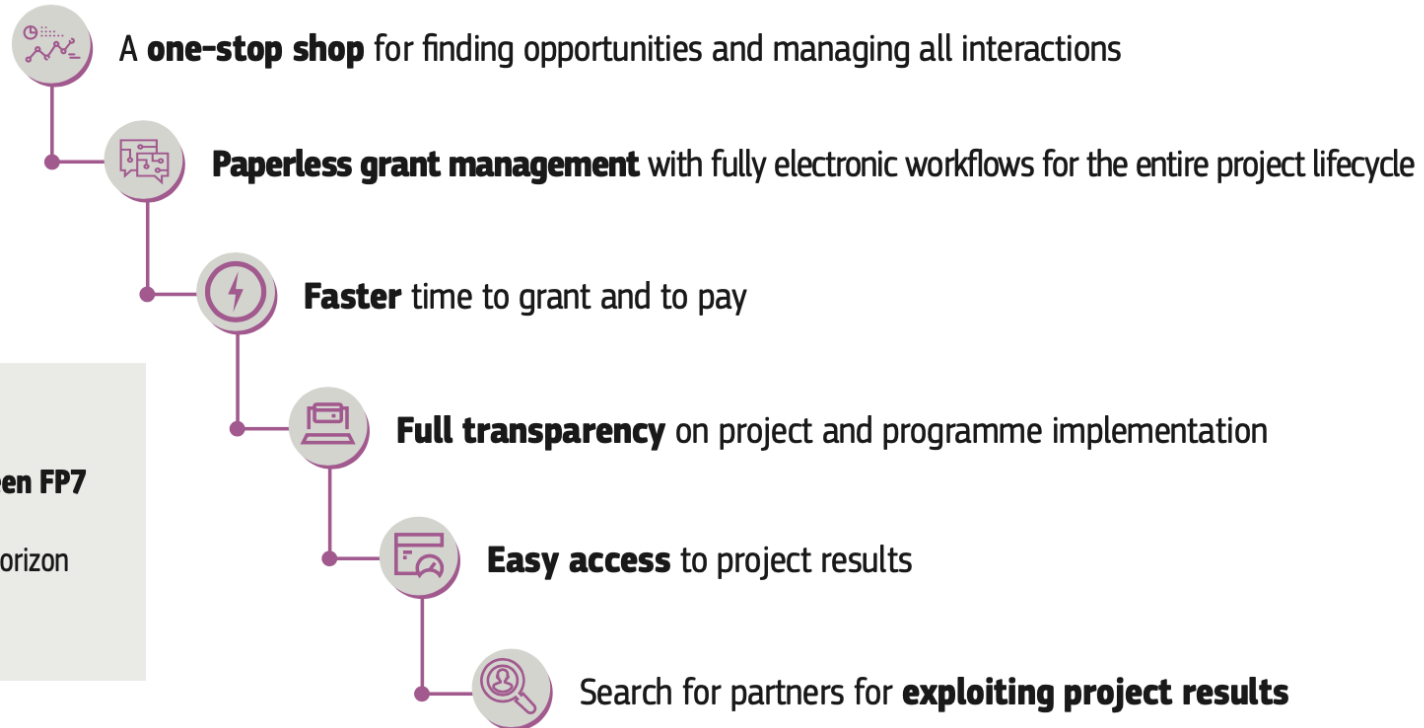 A one-stop shop for finding opportunities and managing all interactions
Paperless grant management with fully electronic workflows for the entire project lifecycle
Faster time to grant and to pay
Full transparency on project and programme implementation
FP7
Easy access to project results
Search for partners for exploiting project results